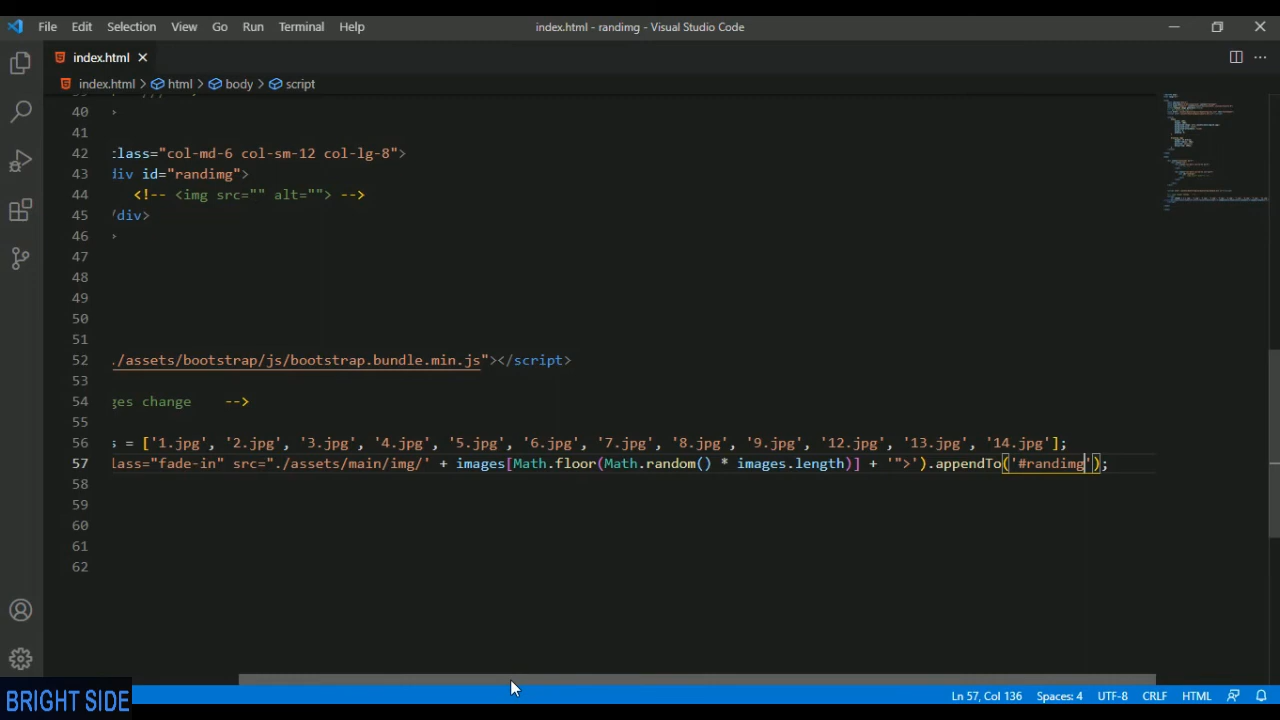 File Edit Selection View Go Run Terminal Help
index.html - randimg - Visual Studio Code
index.html
index.html > html > body > script
40 >
41
42 class="col-md-6 col-sm-12 col-lg-8">
43 div id="randimg">
44 <!-- <img src="" alt=""> -->
45 /div>
46 >
47
48
49
50
51
52 ./assets/bootstrap/js/bootstrap.bundle.min.js"></script>
53
54 ges change -->
55
56 s = ['1.jpg', '2.jpg', '3.jpg', '4.jpg', '5.jpg', '6.jpg', '7.jpg', '8.jpg', '9.jpg', '12.jpg', '13.jpg', '14.jpg'];
57 lass="fade-in" src="./assets/main/img/' + images[Math.floor(Math.random() * images.length)] + '">').appendTo('#randimg');
58
59
60
61
62
BRIGHT SIDE
Ln 57, Col 136 Spaces: 4 UTF-8 CRLF HTML